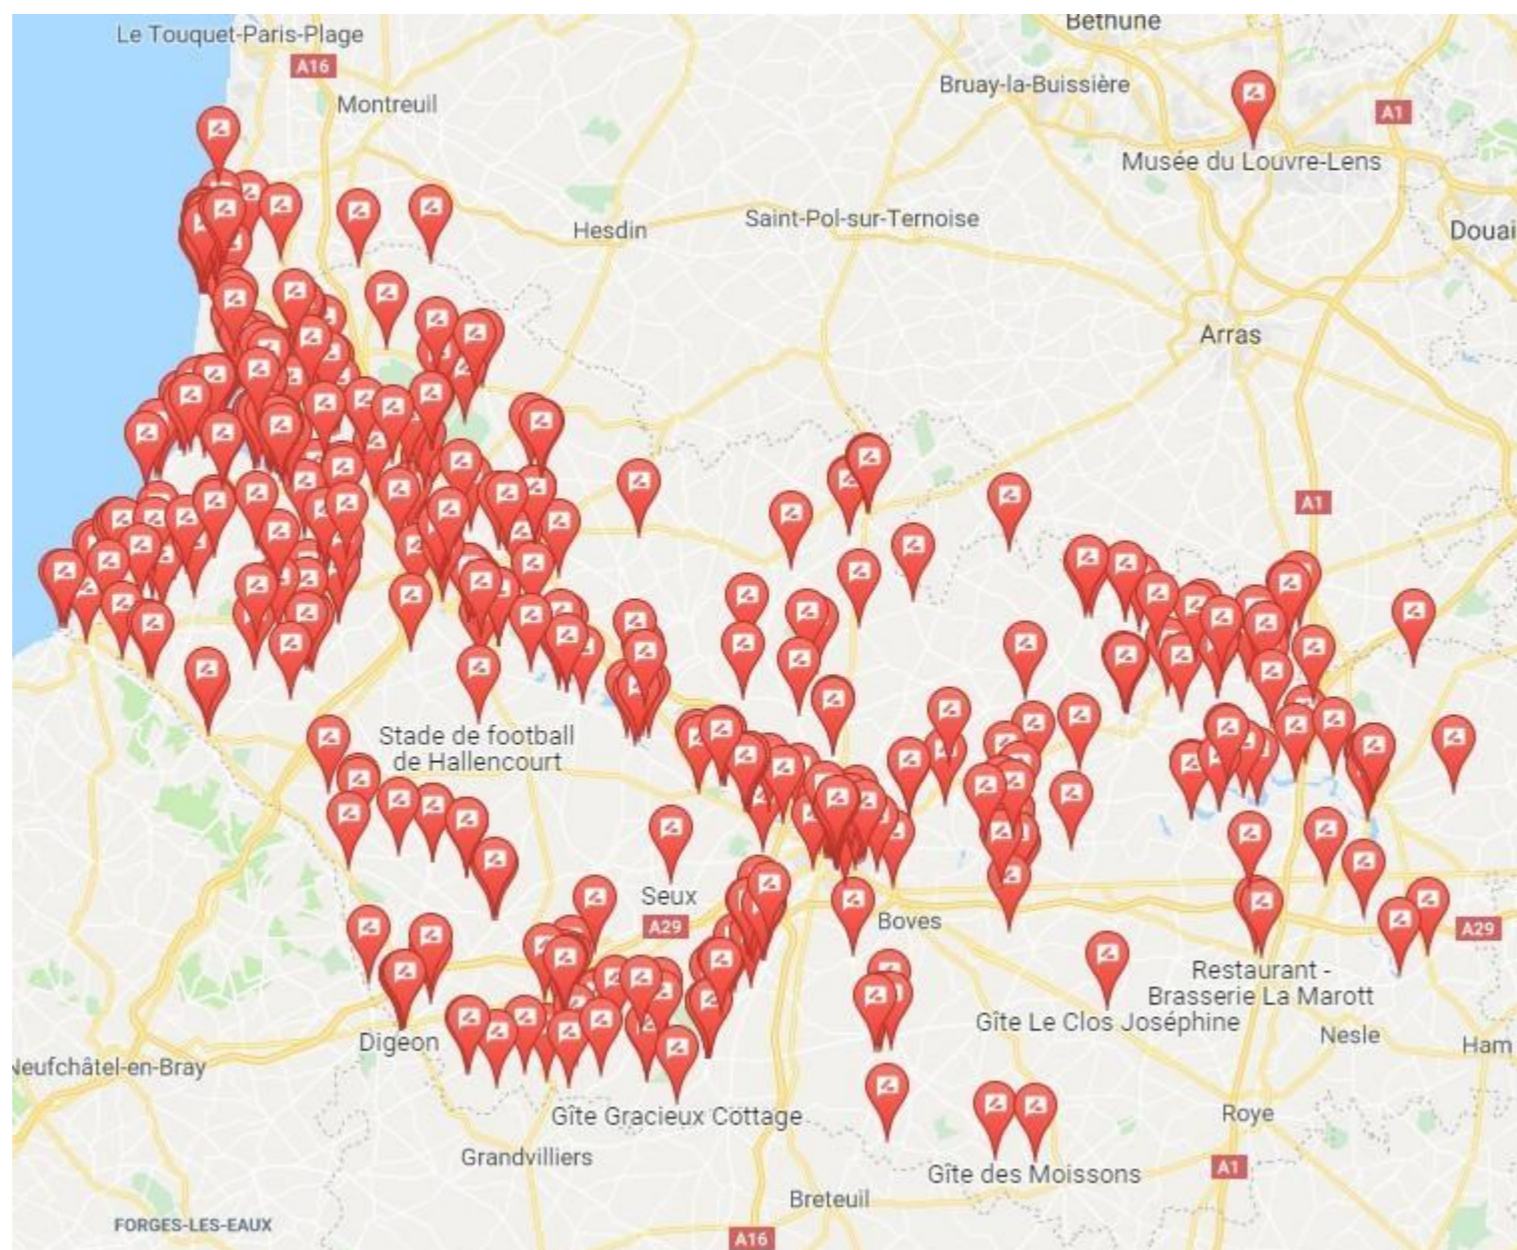 Béthune
Le Touquet-Paris-Plage
A16
Bruay-la-Buissière
Montreuil
A1
Musée du Louvre-Lens
Saint-Pol-sur-Ternoise
Hesdin
Douai
Arras
A1
Stade de football
de Hallencourt
Seux
A29
Boves
A29
Restaurant -
Brasserie La Marott
Gîte Le Clos Joséphine
Nesle
Digeon
Ham
Neufchâtel-en-Bray
Gîte Gracieux Cottage
Roye
Grandvilliers
A1
Gîte des Moissons
Breteuil
FORGES-LES-EAUX
A16